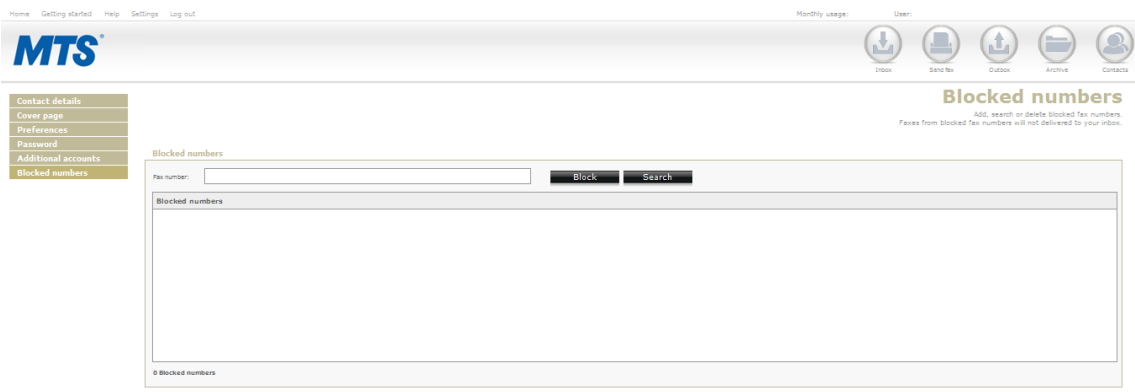 Home Getting started Help Settings Log out Monthly usage: User:
MTS®
Inbox Send fax Outbox Archive Contacts
Blocked numbers
Add, search or delete blocked fax numbers.
Faxes from blocked fax numbers will not delivered to your inbox.
Contact details
Cover page
Preferences
Password
Additional accounts
Blocked numbers
Blocked numbers
Fax number: Block Search
Blocked numbers
0 Blocked numbers